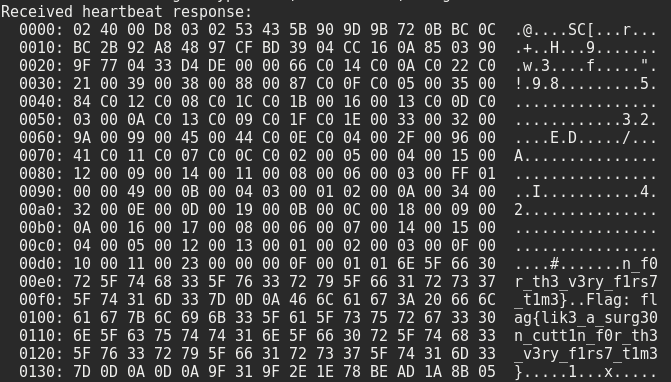 Received heartbeat response:
0000: 02 40 00 D8 03 02 53 43 5B 90 9D 9B 72 0B BC 0C .@....SC[...r...
0010: BC 2B 92 A8 48 97 CF BD 39 04 CC 16 0A 85 03 90 .+..H...9.......
0020: 9F 77 04 33 D4 DE 00 00 66 C0 14 C0 0A C0 22 C0 .w.3....f.....".
0030: 21 00 39 00 38 00 88 00 87 C0 0F C0 05 00 35 00 !.9.8.........5.
0040: 84 C0 12 C0 08 C0 1C C0 1B 00 16 00 13 C0 0D C0 ................
0050: 03 00 0A C0 13 C0 09 C0 1F C0 1E 00 33 00 32 00 ............3.2.
0060: 9A 00 99 00 45 00 44 C0 0E C0 04 00 2F 00 96 00 ....E.D...../...
0070: 41 C0 11 C0 07 C0 0C C0 02 00 05 00 04 00 15 00 A...............
0080: 12 00 09 00 14 00 11 00 08 00 06 00 03 00 FF 01 ................
0090: 00 00 49 00 0B 00 04 03 00 01 02 00 0A 00 34 00 ..I...........4.
00a0: 32 00 0E 00 0D 00 19 00 0B 00 0C 00 18 00 09 00 2...............
00b0: 0A 00 16 00 17 00 08 00 06 00 07 00 14 00 15 00 ................
00c0: 04 00 05 00 12 00 13 00 01 00 02 00 03 00 0F 00 ................
00d0: 10 00 11 00 23 00 00 00 0F 00 01 01 6E 5F 66 30 ....#.......n_f0
00e0: 72 5F 74 68 33 5F 76 33 72 79 5F 66 31 72 73 37 r_th3_v3ry_f1rs7
00f0: 5F 74 31 6D 33 7D 0D 0A 46 6C 61 67 3A 20 66 6C _t1m3}..Flag: fl
0100: 61 67 7B 6C 69 6B 33 5F 61 5F 73 75 72 67 33 30 ag{lik3_a_surg30
0110: 6E 5F 63 75 74 74 31 6E 5F 66 30 72 5F 74 68 33 n_cutt1n_f0r_th3
0120: 5F 76 33 72 79 5F 66 31 72 73 37 5F 74 31 6D 33 _v3ry_f1rs7_t1m3
0130: 7D 0D 0A 0D 0A 9F 31 9F 2E 1E 78 BE AD 1A 8B 05 }.....1...x.....